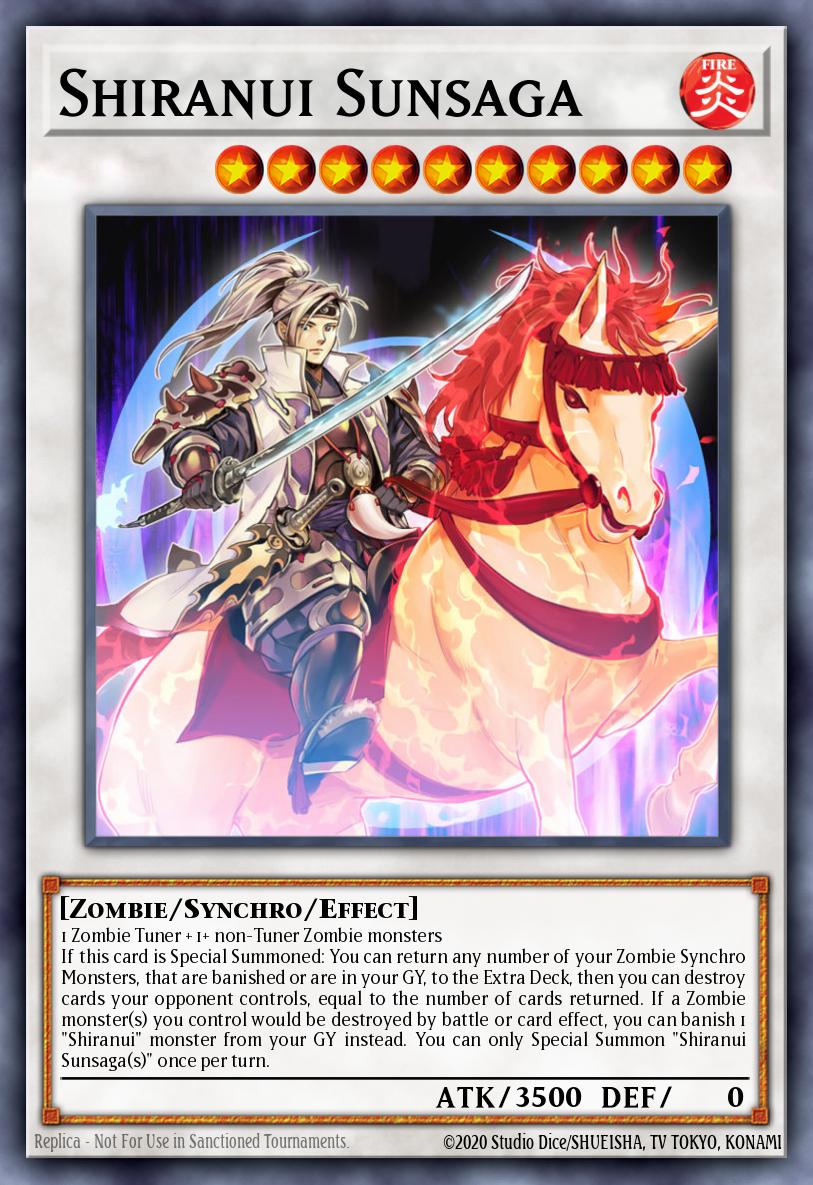 Shiranui Sunsaga
FIRE
炎
[Zombie/Synchro/Effect]
1 Zombie Tuner + 1+ non-Tuner Zombie monsters
If this card is Special Summoned: You can return any number of your Zombie Synchro
Monsters, that are banished or are in your GY, to the Extra Deck, then you can destroy
cards your opponent controls, equal to the number of cards returned. If a Zombie
monster(s) you control would be destroyed by battle or card effect, you can banish 1
"Shiranui" monster from your GY instead. You can only Special Summon "Shiranui
Sunsaga(s)" once per turn.
ATK/3500 DEF/ 0
Replica - Not For Use in Sanctioned Tournaments.
©2020 Studio Dice/SHUEISHA, TV TOKYO, KONAMI